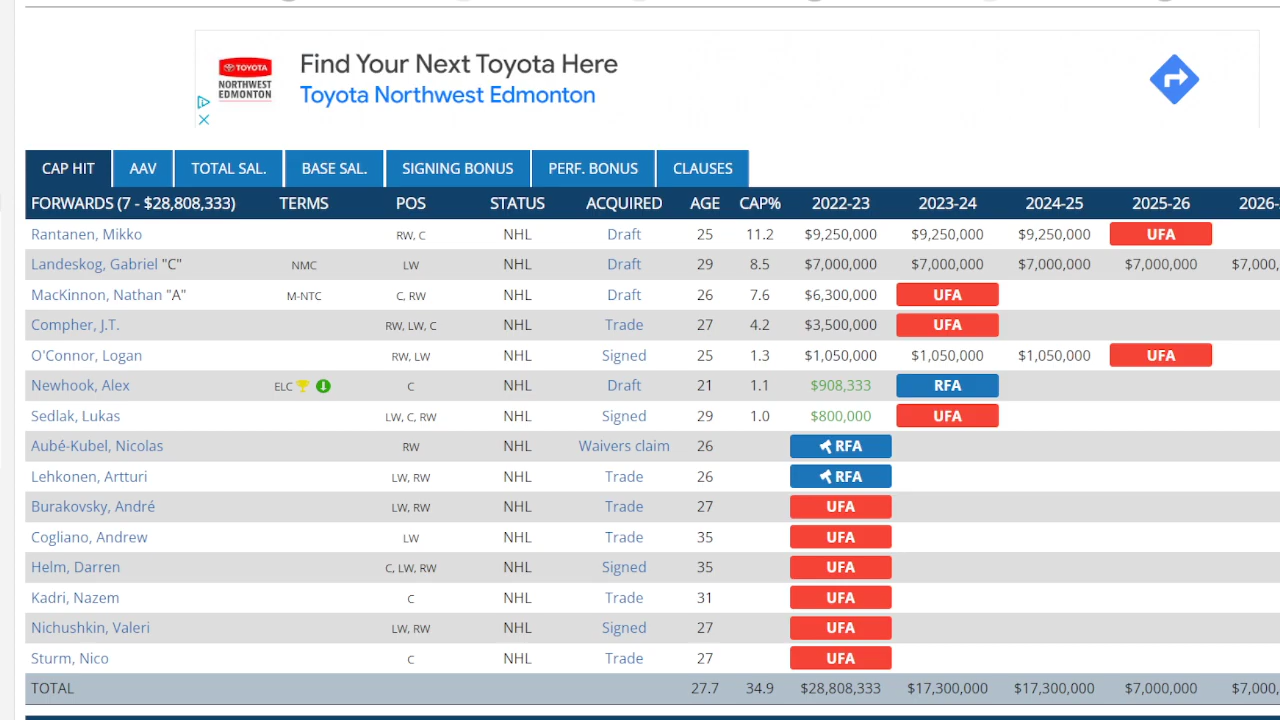 Find Your Next Toyota Here
TOYOTA
NORTHWEST
EDMONTON
Toyota Northwest Edmonton
CAP HIT AAV TOTAL SAL. BASE SAL. SIGNING BONUS PERF. BONUS CLAUSES
FORWARDS (7 - $28,808,333) TERMS POS STATUS ACQUIRED AGE CAP% 2022-23 2023-24 2024-25 2025-26 2026-
Rantanen, Mikko RW, C NHL Draft 25 11.2 $9,250,000 $9,250,000 $9,250,000 UFA
Landeskog, Gabriel "C" NMC LW NHL Draft 29 8.5 $7,000,000 $7,000,000 $7,000,000 $7,000,000 $7,000,
MacKinnon, Nathan "A" M-NTC C, RW NHL Draft 26 7.6 $6,300,000 UFA
Compher, J.T. RW, LW, C NHL Trade 27 4.2 $3,500,000 UFA
O'Connor, Logan RW, LW NHL Signed 25 1.3 $1,050,000 $1,050,000 $1,050,000 UFA
Newhook, Alex ELC C NHL Draft 21 1.1 $908,333 RFA
Sedlak, Lukas LW, C, RW NHL Signed 29 1.0 $800,000 UFA
Aubé-Kubel, Nicolas RW NHL Waivers claim 26 RFA
Lehkonen, Artturi LW, RW NHL Trade 26 RFA
Burakovsky, André LW, RW NHL Trade 27 UFA
Cogliano, Andrew LW NHL Trade 35 UFA
Helm, Darren C, LW, RW NHL Signed 35 UFA
Kadri, Nazem C NHL Trade 31 UFA
Nichushkin, Valeri LW, RW NHL Signed 27 UFA
Sturm, Nico C NHL Trade 27 UFA
TOTAL 27.7 34.9 $28,808,333 $17,300,000 $17,300,000 $7,000,000 $7,000,